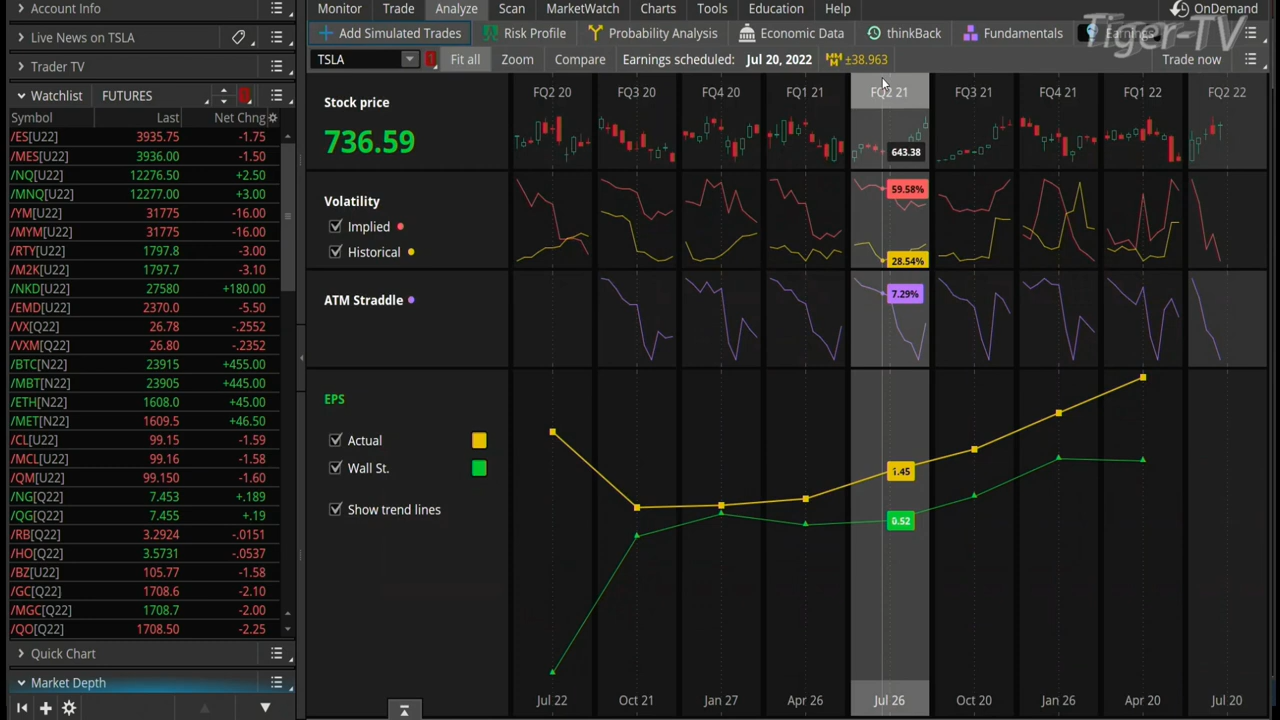 Account Info
Monitor Trade Analyze Scan MarketWatch Charts Tools Education Help OnDemand
Live News on TSLA
Add Simulated Trades Risk Profile Probability Analysis Economic Data thinkBack Fundamentals Earnings
Tiger-TV
Trader TV
TSLA 1 Fit all Zoom Compare Earnings scheduled: Jul 20, 2022 MMM ±38.963 Trade now
Watchlist FUTURES
Symbol Last Net Chng
/ES[U22] 3935.75 -1.75
/MES[U22] 3936.00 -1.50
/NQ[U22] 12276.50 +2.50
/MNQ[U22] 12277.00 +3.00
/YM[U22] 31775 -16.00
/MYM[U22] 31775 -16.00
/RTY[U22] 1797.8 -3.00
/M2K[U22] 1797.7 -3.10
/NKD[U22] 27580 +180.00
/EMD[U22] 2370.0 -5.50
/VX[Q22] 26.78 -.2552
/VXM[Q22] 26.80 -.2352
/BTC[N22] 23915 +455.00
/MBT[N22] 23905 +445.00
/ETH[N22] 1608.0 +45.00
/MET[N22] 1609.5 +46.50
/CL[U22] 99.15 -1.59
/MCL[U22] 99.16 -1.58
/QM[U22] 99.150 -1.60
/NG[Q22] 7.453 +.189
/QG[Q22] 7.455 +.19
/RB[Q22] 3.2924 -.0151
/HO[Q22] 3.5731 -.0537
/BZ[U22] 105.77 -1.58
/GC[Q22] 1708.6 -2.10
/MGC[Q22] 1708.7 -2.00
/QO[Q22] 1708.50 -2.25
Quick Chart
Market Depth
Stock price
736.59
FQ2 20 FQ3 20 FQ4 20 FQ1 21 FQ2 21 FQ3 21 FQ4 21 FQ1 22 FQ2 22
643.38
Volatility
Implied
Historical
59.58%
28.54%
ATM Straddle
7.29%
EPS
Actual
Wall St.
Show trend lines
1.45
0.52
Jul 22 Oct 21 Jan 27 Apr 26 Jul 26 Oct 20 Jan 26 Apr 20 Jul 20